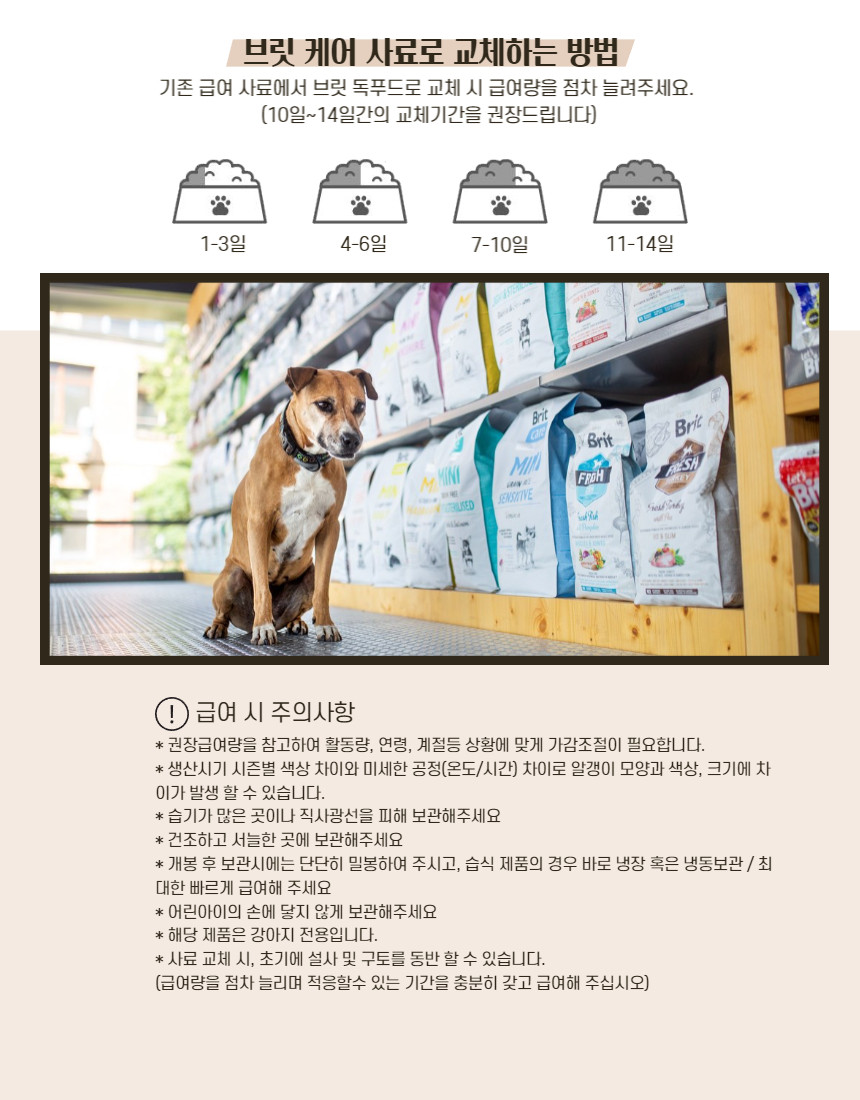 브릿 케어 사료로 교체하는 방법
기존 급여 사료에서 브릿 독푸드로 교체 시 급여량을 점차 늘려주세요.
(10일~14일간의 교체기간을 권장드립니다)
1-3일
4-6일
7-10일
11-14일
Brit
CARE
MINI
GRAIN-FREE
SENSITIVE
MINI
Brit
FRESH
Fresh Fish
Brit
FRESH
Fresh Turkey
Let's
급여 시 주의사항
* 권장급여량을 참고하여 활동량, 연령, 계절등 상황에 맞게 가감조절이 필요합니다.
* 생산시기 시즌별 색상 차이와 미세한 공정(온도/시간) 차이로 알갱이 모양과 색상, 크기에 차
이가 발생 할 수 있습니다.
* 습기가 많은 곳이나 직사광선을 피해 보관해주세요
* 건조하고 서늘한 곳에 보관해주세요
* 개봉 후 보관시에는 단단히 밀봉하여 주시고, 습식 제품의 경우 바로 냉장 혹은 냉동보관 / 최
대한 빠르게 급여해 주세요
* 어린아이의 손에 닿지 않게 보관해주세요
* 해당 제품은 강아지 전용입니다.
* 사료 교체 시, 초기에 설사 및 구토를 동반 할 수 있습니다.
(급여량을 점차 늘리며 적응할수 있는 기간을 충분히 갖고 급여해 주십시오)